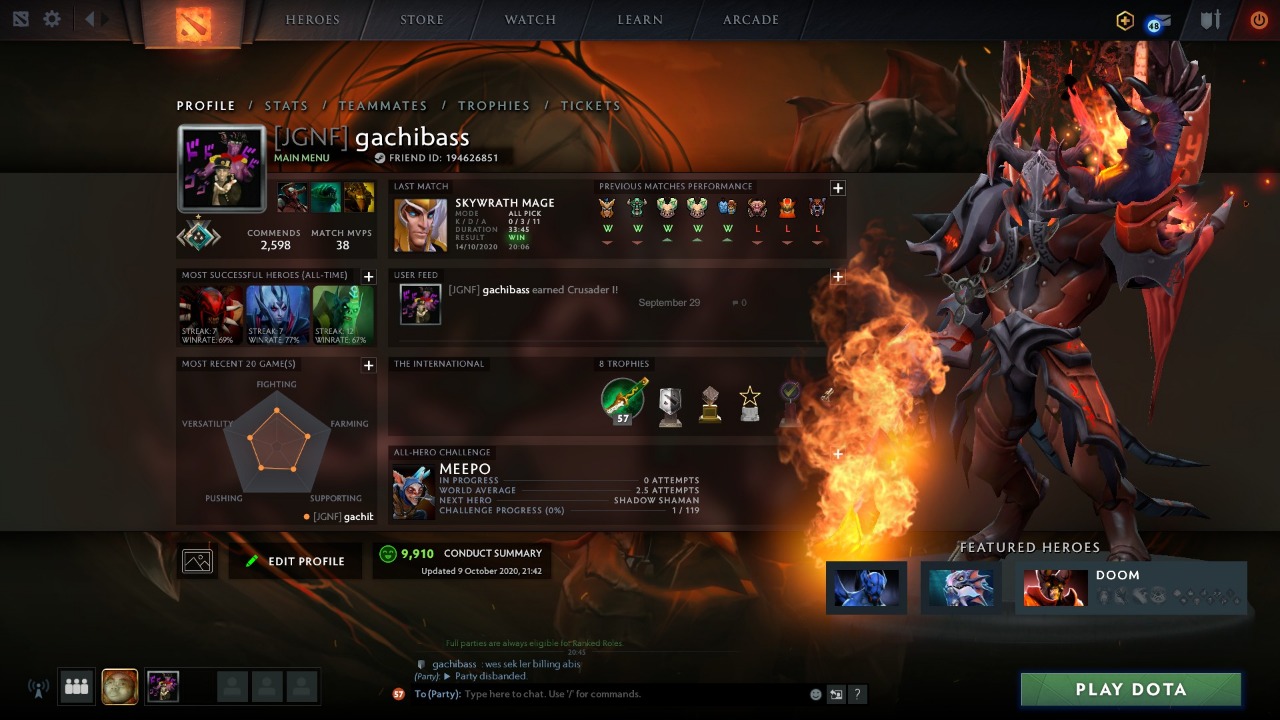 HEROES STORE WATCH LEARN ARCADE
48
PROFILE / STATS / TEAMMATES / TROPHIES / TICKETS
[JGNF] gachibass
MAIN MENU FRIEND ID: 194626851
COMMENDS MATCH MVPS
2,598 38
LAST MATCH
SKYWRATH MAGE
MODE ALL PICK
K / D / A 0 / 3 / 11
DURATION 33:45
RESULT WIN
14/10/2020 20:06
PREVIOUS MATCHES PERFORMANCE
W W W W W L L L
MOST SUCCESSFUL HEROES (ALL-TIME)
STREAK: 7 STREAK: 7 STREAK: 12
WINRATE: 69% WINRATE: 77% WINRATE: 67%
USER FEED
[JGNF] gachibass earned Crusader I!
September 29 0
MOST RECENT 20 GAME(S)
FIGHTING
VERSATILITY FARMING
PUSHING SUPPORTING
[JGNF] gachib
THE INTERNATIONAL
8 TROPHIES
57
ALL-HERO CHALLENGE
MEEPO
IN PROGRESS 0 ATTEMPTS
WORLD AVERAGE 2.5 ATTEMPTS
NEXT HERO SHADOW SHAMAN
CHALLENGE PROGRESS (0%) 1 / 119
EDIT PROFILE
9,910 CONDUCT SUMMARY
Updated 9 October 2020, 21:42
FEATURED HEROES
DOOM
Full parties are always eligible for Ranked Roles.
20:45
gachibass : wes sek ler billing abis
(Party): Party disbanded.
57 To (Party): Type here to chat. Use '/' for commands.
?
PLAY DOTA